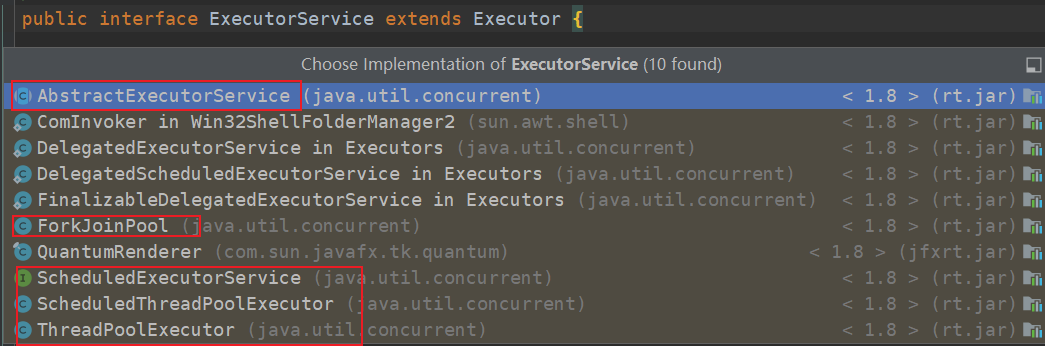 public interface ExecutorService extends Executor {
Choose Implementation of ExecutorService (10 found)
C AbstractExecutorService (java.util.concurrent) < 1.8 > (rt.jar)
C ComInvoker in Win32ShellFolderManager2 (sun.awt.shell) < 1.8 > (rt.jar)
C DelegatedExecutorService in Executors (java.util.concurrent) < 1.8 > (rt.jar)
C DelegatedScheduledExecutorService in Executors (java.util.concurrent) < 1.8 > (rt.jar)
C FinalizableDelegatedExecutorService in Executors (java.util.concurrent) < 1.8 > (rt.jar)
C ForkJoinPool (java.util.concurrent) < 1.8 > (rt.jar)
C QuantumRenderer (com.sun.javafx.tk.quantum) < 1.8 > (jfxrt.jar)
I ScheduledExecutorService (java.util.concurrent) < 1.8 > (rt.jar)
C ScheduledThreadPoolExecutor (java.util.concurrent) < 1.8 > (rt.jar)
C ThreadPoolExecutor (java.util.concurrent) < 1.8 > (rt.jar)